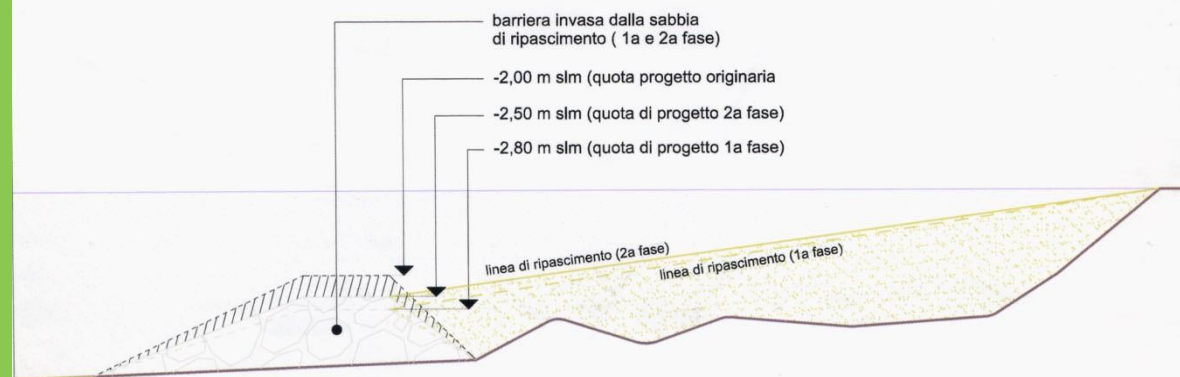 barriera invasa dalla sabbia
di ripascimento ( 1a e 2a fase)
-2,00 m slm (quota progetto originaria
-2,50 m slm (quota di progetto 2a fase)
-2,80 m slm (quota di progetto 1a fase)
linea di ripascimento (2a fase)
linea di ripascimento (1a fase)